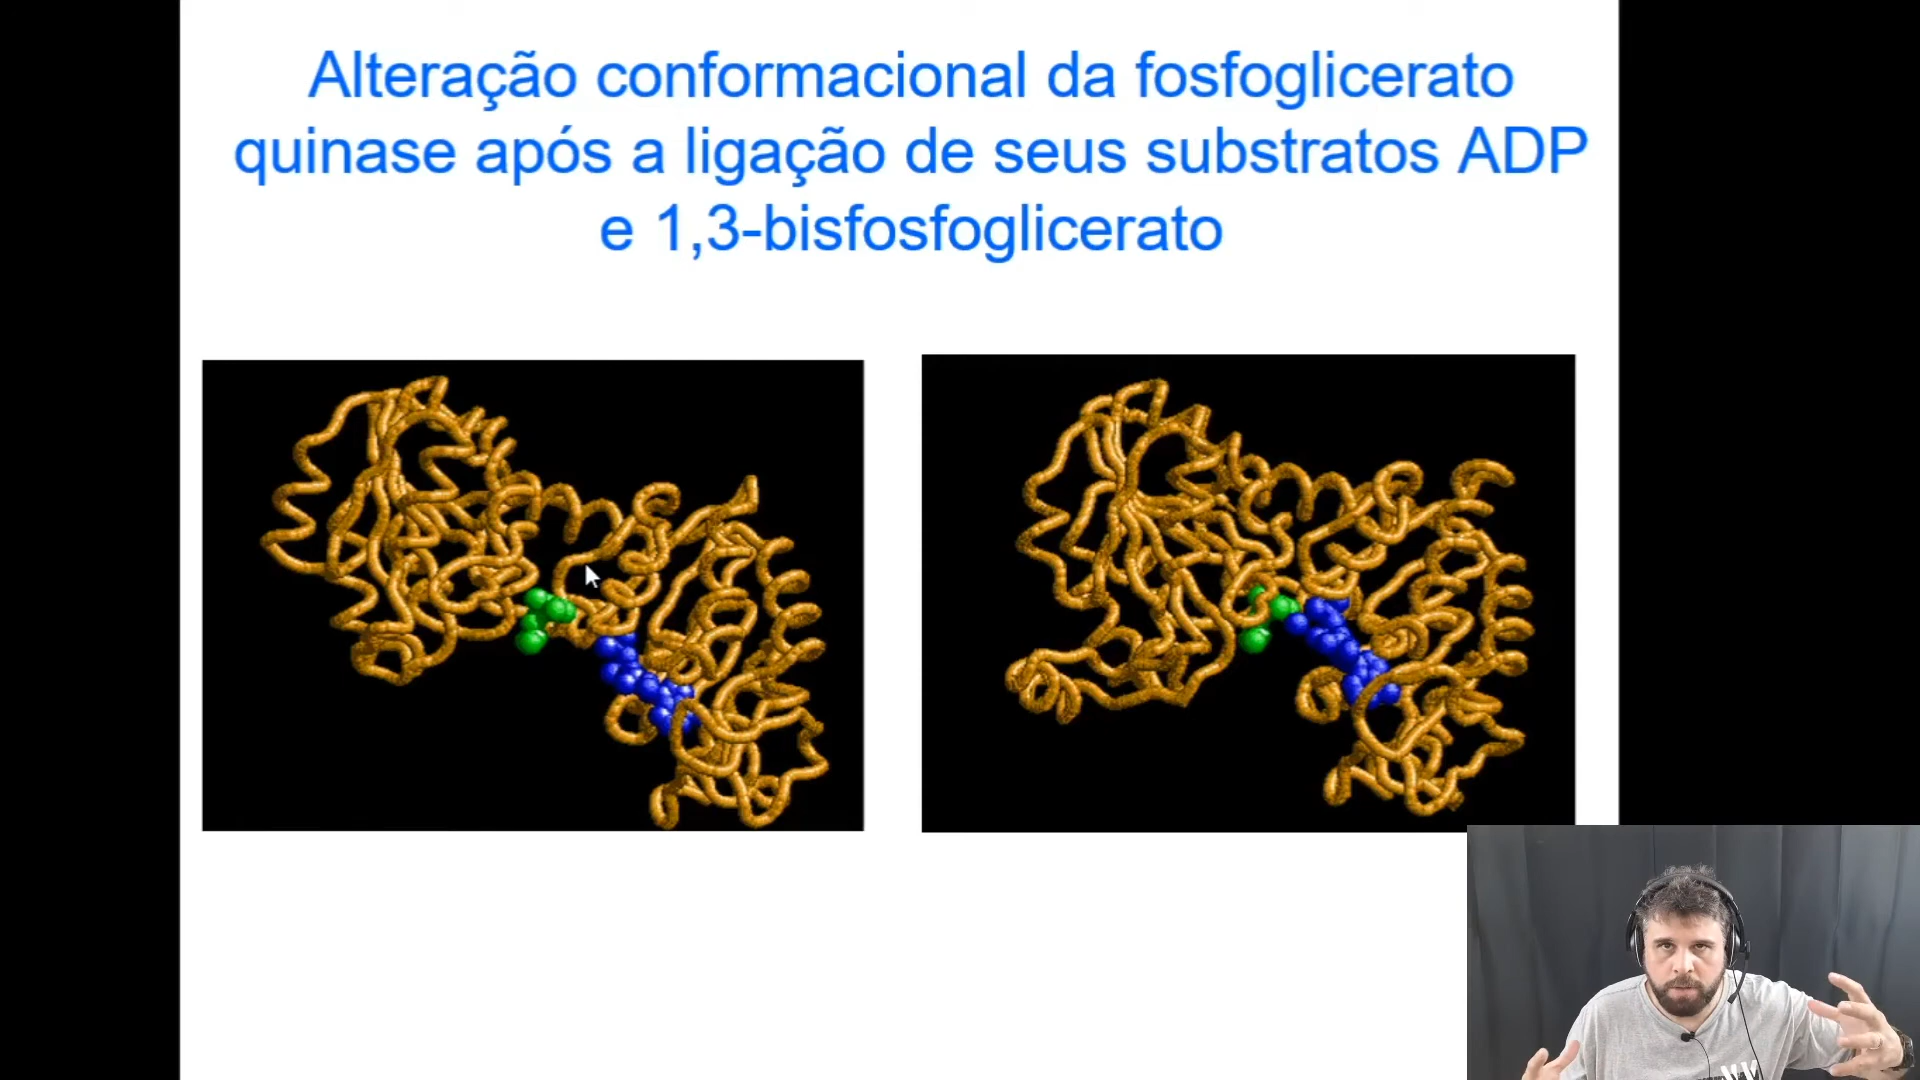 Alteração conformacional da fosfoglicerato
quinase após a ligação de seus substratos ADP
e 1,3-bisfosfoglicerato